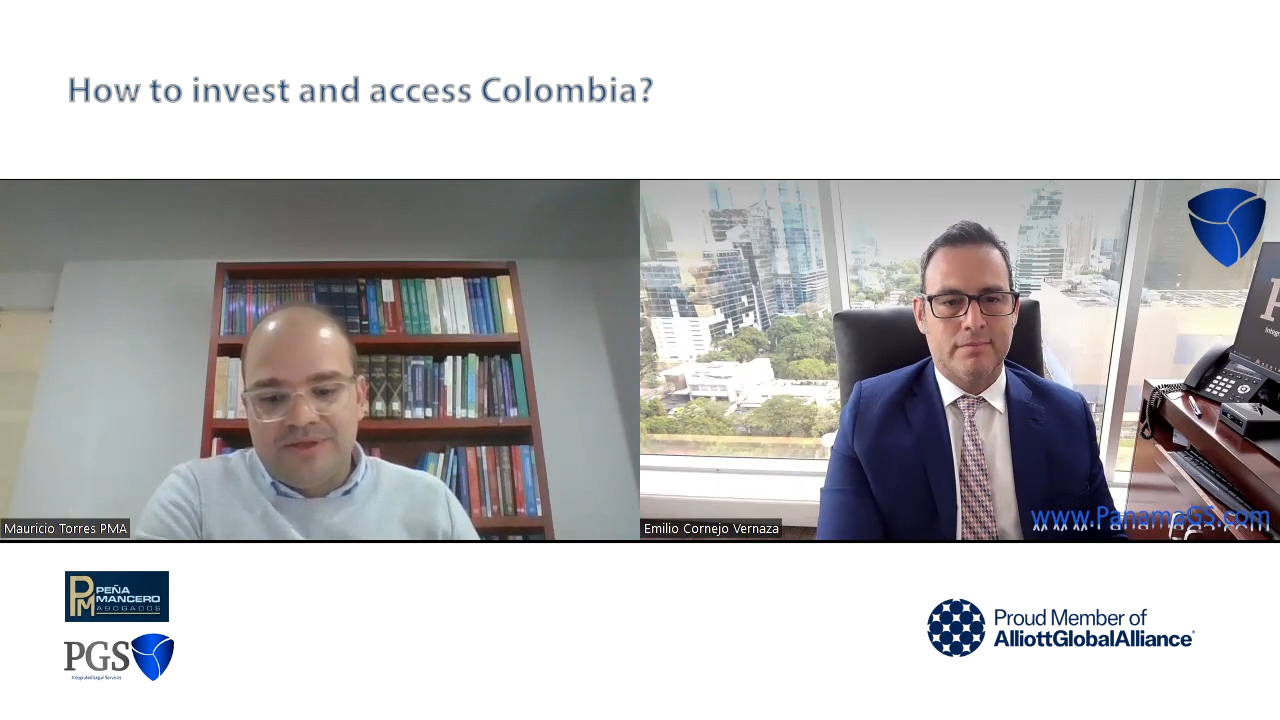 How to invest and access Colombia?
Mauricio Torres PMA
Emilio Cornejo Vernaza
www.PanamaGS.com
PEÑA
MANCERO
ABOGADOS
PGS
Integrated Legal Services
Proud Member of
AlliottGlobalAlliance